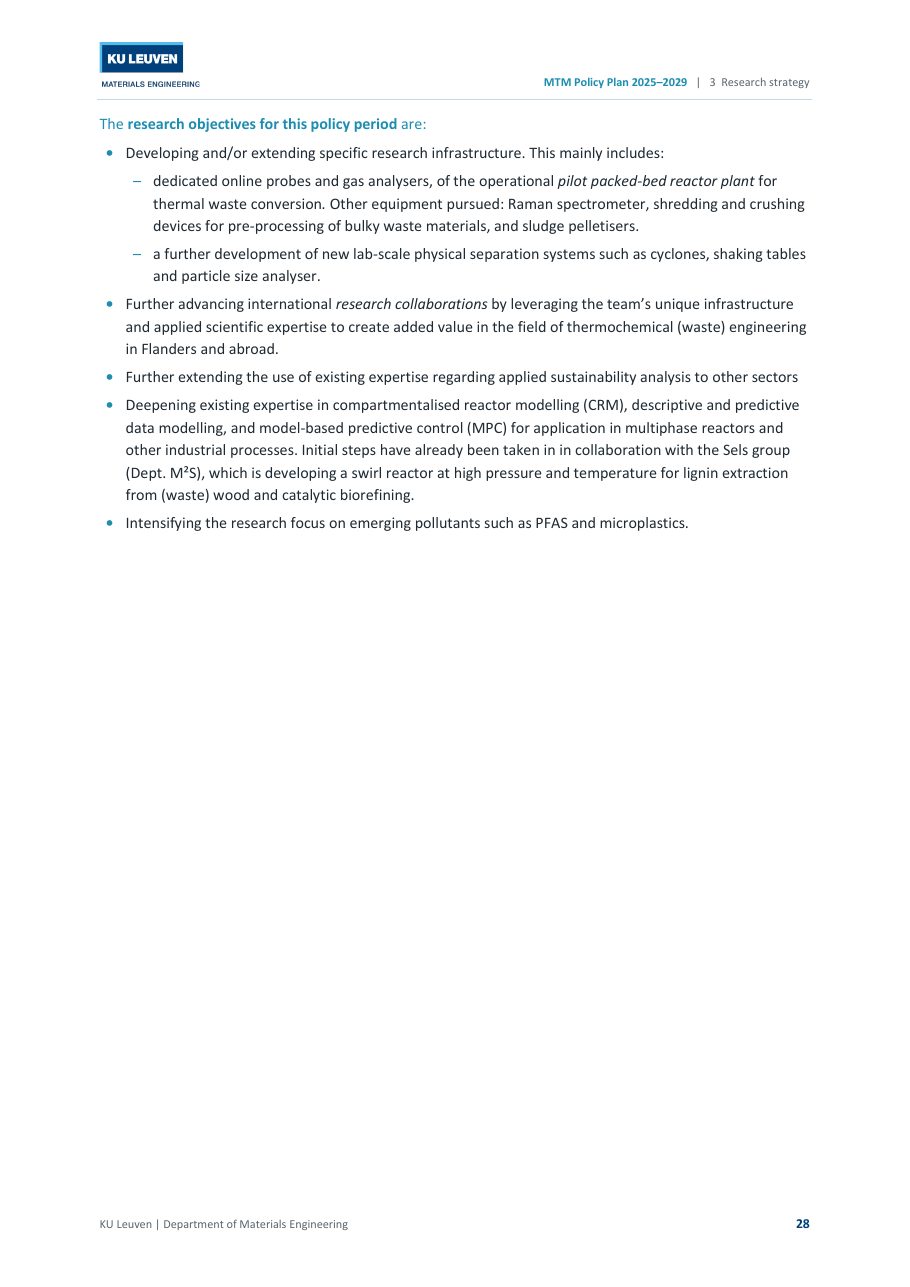 KU LEUVEN
MATERIALS ENGINEERING
MTM Policy Plan 2025–2029 | 3 Research strategy
The research objectives for this policy period are:
• Developing and/or extending specific research infrastructure. This mainly includes:
– dedicated online probes and gas analysers, of the operational pilot packed-bed reactor plant for
thermal waste conversion. Other equipment pursued: Raman spectrometer, shredding and crushing
devices for pre-processing of bulky waste materials, and sludge pelletisers.
– a further development of new lab-scale physical separation systems such as cyclones, shaking tables
and particle size analyser.
• Further advancing international research collaborations by leveraging the team’s unique infrastructure
and applied scientific expertise to create added value in the field of thermochemical (waste) engineering
in Flanders and abroad.
• Further extending the use of existing expertise regarding applied sustainability analysis to other sectors
• Deepening existing expertise in compartmentalised reactor modelling (CRM), descriptive and predictive
data modelling, and model-based predictive control (MPC) for application in multiphase reactors and
other industrial processes. Initial steps have already been taken in in collaboration with the Sels group
(Dept. M²S), which is developing a swirl reactor at high pressure and temperature for lignin extraction
from (waste) wood and catalytic biorefining.
• Intensifying the research focus on emerging pollutants such as PFAS and microplastics.
KU Leuven | Department of Materials Engineering
28